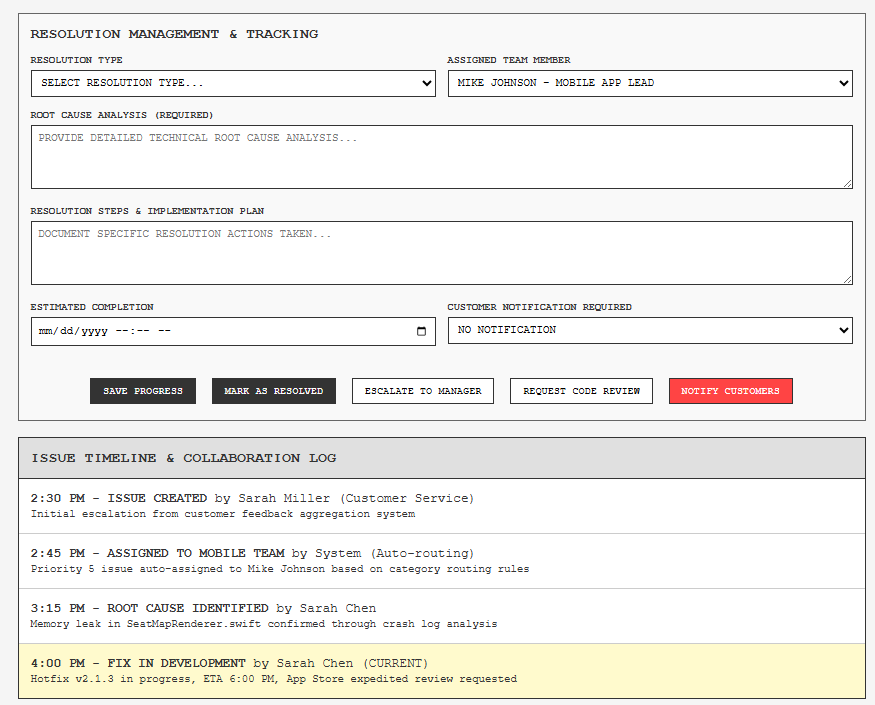 RESOLUTION MANAGEMENT & TRACKING
RESOLUTION TYPE
ASSIGNED TEAM MEMBER
SELECT RESOLUTION TYPE...
MIKE JOHNSON - MOBILE APP LEAD
ROOT CAUSE ANALYSIS (REQUIRED)
PROVIDE DETAILED TECHNICAL ROOT CAUSE ANALYSIS...
RESOLUTION STEPS & IMPLEMENTATION PLAN
DOCUMENT SPECIFIC RESOLUTION ACTIONS TAKEN...
ESTIMATED COMPLETION
CUSTOMER NOTIFICATION REQUIRED
mm/dd/yyyy --:-- --
NO NOTIFICATION
SAVE PROGRESS
MARK AS RESOLVED
ESCALATE TO MANAGER
REQUEST CODE REVIEW
NOTIFY CUSTOMERS
ISSUE TIMELINE & COLLABORATION LOG
2:30 PM - ISSUE CREATED by Sarah Miller (Customer Service)
Initial escalation from customer feedback aggregation system
2:45 PM - ASSIGNED TO MOBILE TEAM by System (Auto-routing)
Priority 5 issue auto-assigned to Mike Johnson based on category routing rules
3:15 PM - ROOT CAUSE IDENTIFIED by Sarah Chen
Memory leak in SeatMapRenderer.swift confirmed through crash log analysis
4:00 PM - FIX IN DEVELOPMENT by Sarah Chen (CURRENT)
Hotfix v2.1.3 in progress, ETA 6:00 PM, App Store expedited review requested